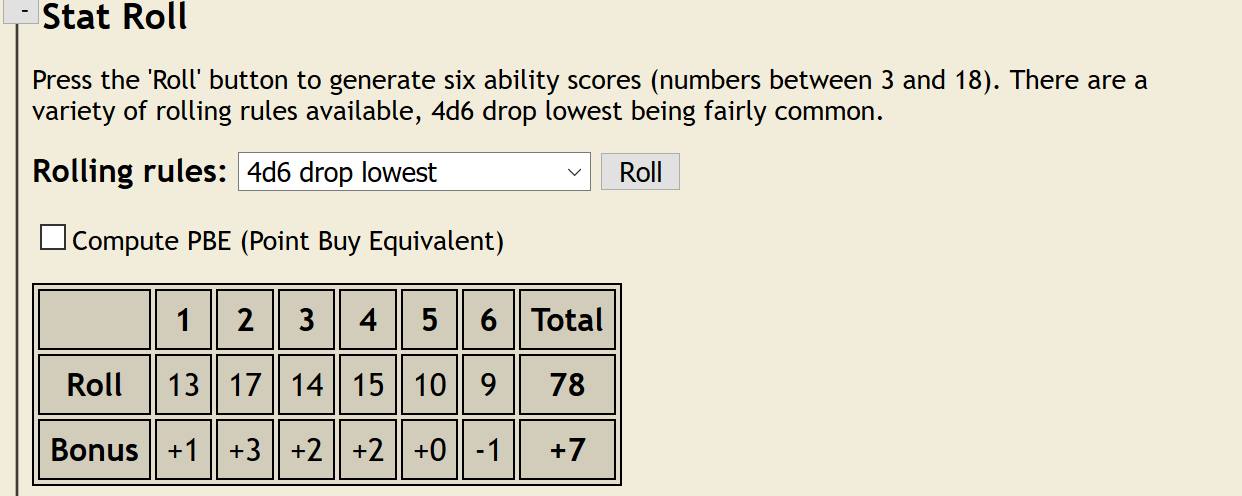 - Stat Roll
Press the 'Roll' button to generate six ability scores (numbers between 3 and 18). There are a
variety of rolling rules available, 4d6 drop lowest being fairly common.
Rolling rules: 4d6 drop lowest Roll
Compute PBE (Point Buy Equivalent)
1 2 3 4 5 6 Total
Roll 13 17 14 15 10 9 78
Bonus +1 +3 +2 +2 +0 -1 +7